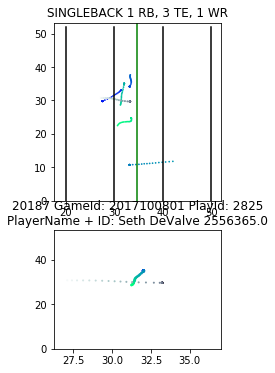 SINGLEBACK 1 RB, 3 TE, 1 WR
50
40
30
20
10
0
20 30 40 50
20187 GameId: 2017100801 PlayId: 2825
PlayerName + ID: Seth DeValve 2556365.0
40
20
0
27.5 30.0 32.5 35.0